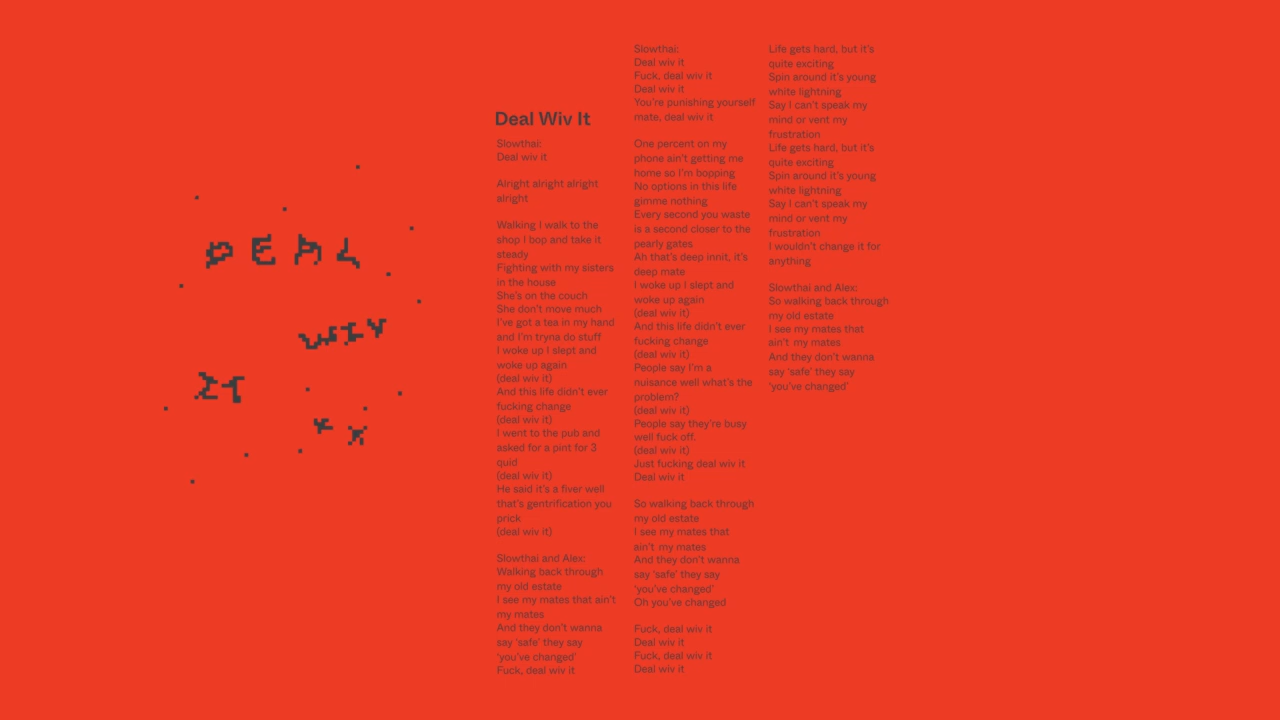 DEAL
WIV
IT
Deal Wiv It
Slowthai:
Deal wiv it
Alright alright alright
alright
Walking I walk to the
shop I bop and take it
steady
Fighting with my sisters
in the house
She's on the couch
She don't move much
I've got a tea in my hand
and I'm tryna do stuff
I woke up I slept and
woke up again
(deal wiv it)
And this life didn't ever
fucking change
(deal wiv it)
I went to the pub and
asked for a pint for 3
quid
(deal wiv it)
He said it's a fiver well
that's gentrification you
prick
(deal wiv it)
Slowthai and Alex:
Walking back through
my old estate
I see my mates that ain't
my mates
And they don't wanna
say 'safe' they say
'you've changed'
Fuck, deal wiv it
Slowthai:
Deal wiv it
Fuck, deal wiv it
Deal wiv it
You're punishing yourself
mate, deal wiv it
One percent on my
phone ain't getting me
home so I'm bopping
No options in this life
gimme nothing
Every second you waste
is a second closer to the
pearly gates
Ah that's deep innit, it's
deep mate
I woke up I slept and
woke up again
(deal wiv it)
And this life didn't ever
fucking change
(deal wiv it)
People say I'm a
nuisance well what's the
problem?
(deal wiv it)
People say they're busy
well fuck off.
(deal wiv it)
Just fucking deal wiv it
Deal wiv it
So walking back through
my old estate
I see my mates that
ain't my mates
And they don't wanna
say 'safe' they say
'you've changed'
Oh you've changed
Fuck, deal wiv it
Deal wiv it
Fuck, deal wiv it
Deal wiv it
Life gets hard, but it's
quite exciting
Spin around it's young
white lightning
Say I can't speak my
mind or vent my
frustration
Life gets hard, but it's
quite exciting
Spin around it's young
white lightning
Say I can't speak my
mind or vent my
frustration
I wouldn't change it for
anything
Slowthai and Alex:
So walking back through
my old estate
I see my mates that
ain't my mates
And they don't wanna
say 'safe' they say
'you've changed'